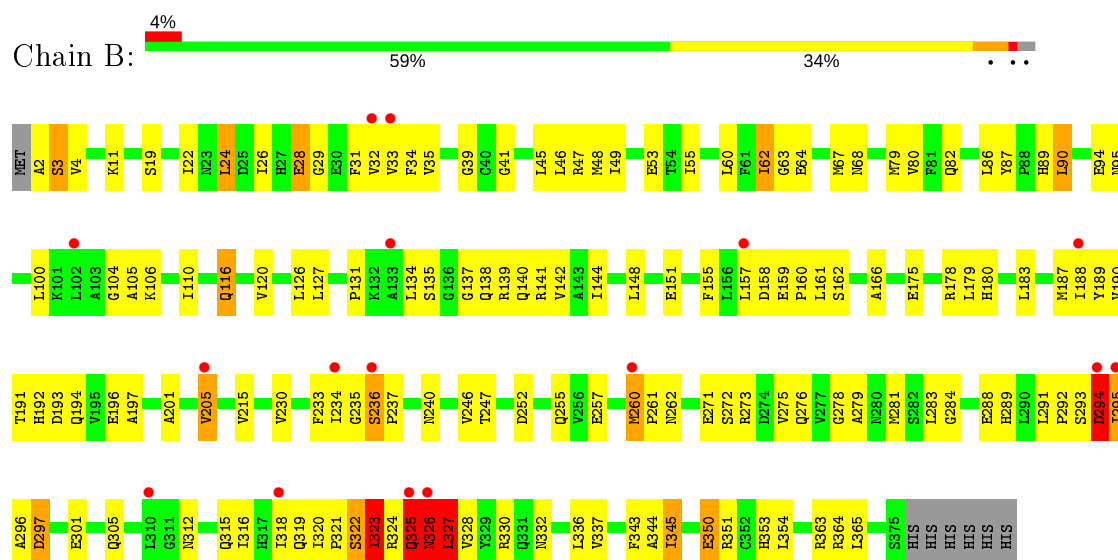 4%
Chain B:
59% 34% • • •
MET A2 S3 V4 K11 S19 I22 N23 L24 D25 I26 H27 E28 G29 E30 F31 V32 V33 F34 V35 G39 C40 G41 L45 L46 R47 M48 I49 E53 T54 I55 L60 F61 I62 G63 E64 M67 N68 M79 V80 F81 Q82 L86 Y87 P88 H89 L90 E94 N95
L100 K101 L102 A103 G104 A105 K106 I110 Q116 V120 L126 L127 P131 K132 A133 L134 S135 G136 G137 Q138 R139 Q140 R141 V142 A143 I144 L148 E151 F155 L156 L157 D158 E159 P160 L161 S162 A166 E175 R178 L179 H180 L183 M187 I188 Y189 V190
T191 H192 D193 Q194 V195 E196 A197 A201 V205 V215 V230 F233 I234 G235 S236 P237 N240 V246 T247 D252 Q255 V256 E257 M260 P261 N262 E271 S272 R273 D274 V275 Q276 V277 G278 A279 N280 M281 S282 L283 G284 E288 H289 L290 L291 P292 S293 D294 I295
A296 D297 E301 Q305 L310 G311 N312 Q315 I316 H317 I318 Q319 I320 P321 S322 I323 R324 Q325 N326 L327 V328 Y329 R330 Q331 N332 L336 V337 F343 A344 I345 E350 R351 C352 H353 L354 R363 R364 L365 S375 HIS HIS HIS HIS HIS HIS